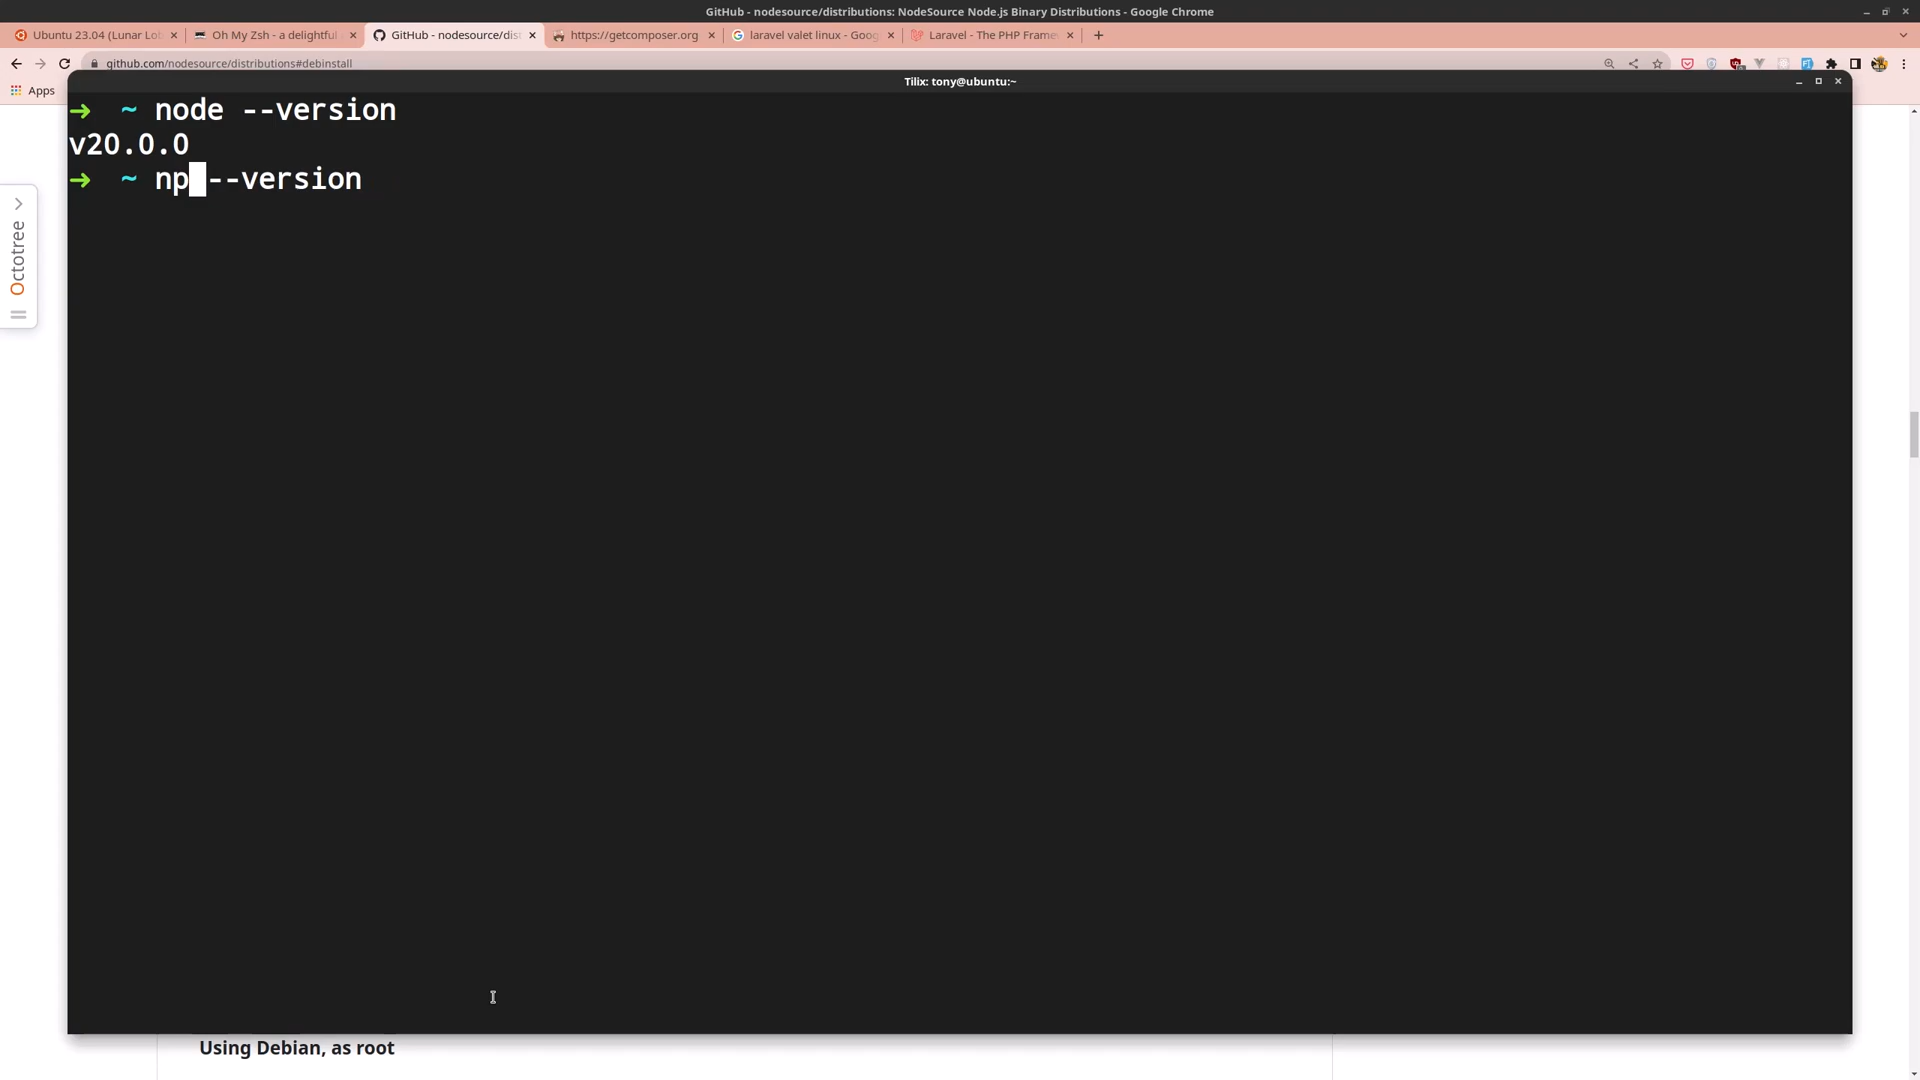 GitHub - nodesource/distributions: NodeSource Node.js Binary Distributions - Google Chrome
Ubuntu 23.04 (Lunar Lob
Oh My Zsh - a delightful
GitHub - nodesource/dist
https://getcomposer.org
laravel valet linux - Goog
Laravel - The PHP Frame
github.com/nodesource/distributions#debinstall
Apps
Tilix: tony@ubuntu:~
➜ ~ node --version
v20.0.0
➜ ~ np --version
Octotree
Using Debian, as root